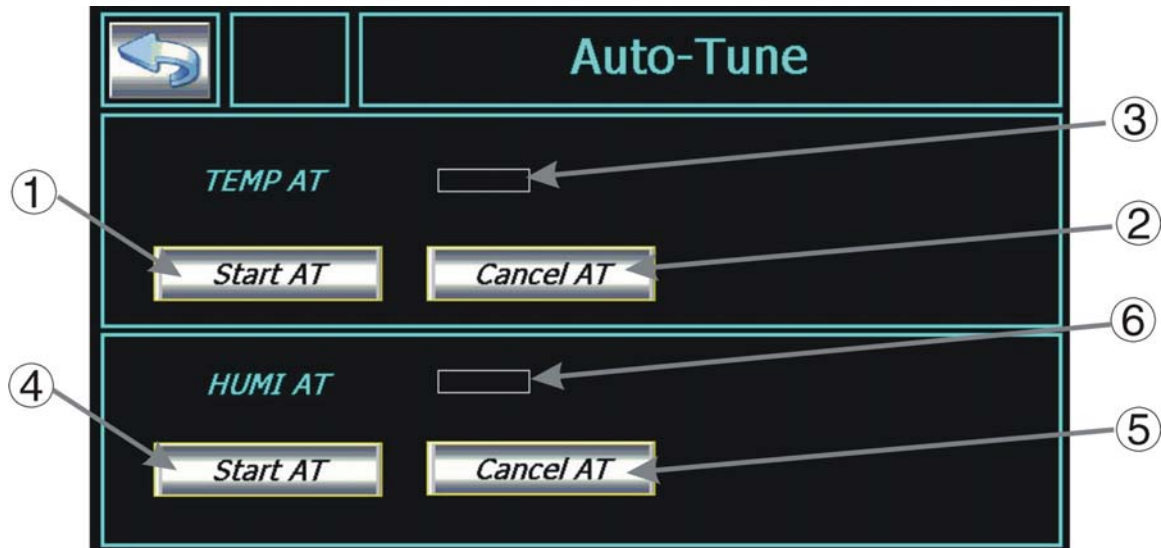 Auto-Tune
③
TEMP AT
①
②
Start AT Cancel AT
⑥
HUMI AT
④
⑤
Start AT Cancel AT